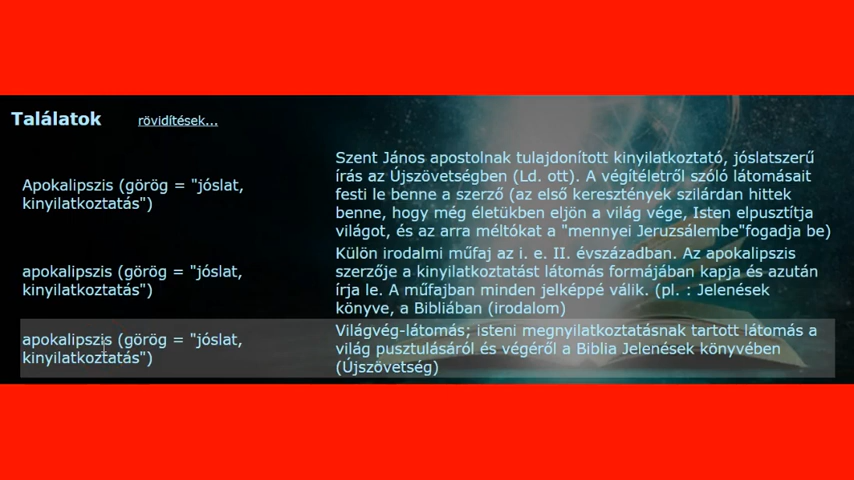 Találatok rövidítések...
Apokalipszis (görög = "jóslat,
kinyilatkoztatás")
Szent János apostolnak tulajdonított kinyilatkoztató, jóslatszerű
írás az Újszövetségben (Ld. ott). A végítéletről szóló látomásait
festi le benne a szerző (az első keresztények szilárdan hittek
benne, hogy még életükben eljön a világ vége, Isten elpusztítja
világot, és az arra méltókat a "mennyei Jeruzsálembe"fogadja be)
apokalipszis (görög = "jóslat,
kinyilatkoztatás")
Külön irodalmi műfaj az i. e. II. évszázadban. Az apokalipszis
szerzője a kinyilatkoztatást látomás formájában kapja és azután
írja le. A műfajban minden jelképpé válik. (pl. : Jelenések
könyve, a Bibliában (irodalom)
apokalipszis (görög = "jóslat,
kinyilatkoztatás")
Világvég-látomás; isteni megnyilatkoztatásnak tartott látomás a
világ pusztulásáról és végéről a Biblia Jelenések könyvében
(Újszövetség)